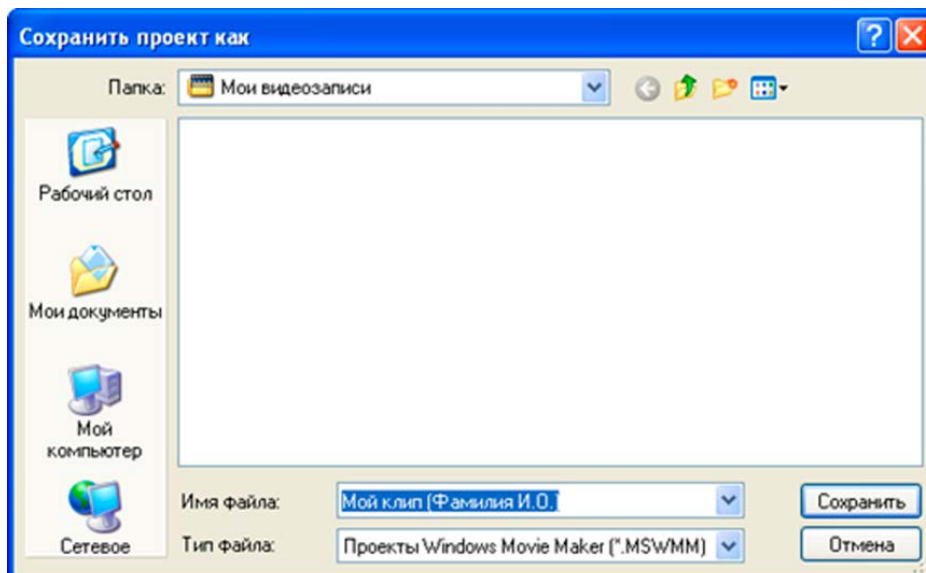 Сохранить проект как
Папка:
Мои видеозаписи
Рабочий стол
Мои документы
Мой
компьютер
Сетевое
Имя файла:
Мой клип (Фамилия И.О.)
Сохранить
Тип файла:
Проекты Windows Movie Maker (*.MSWMM)
Отмена